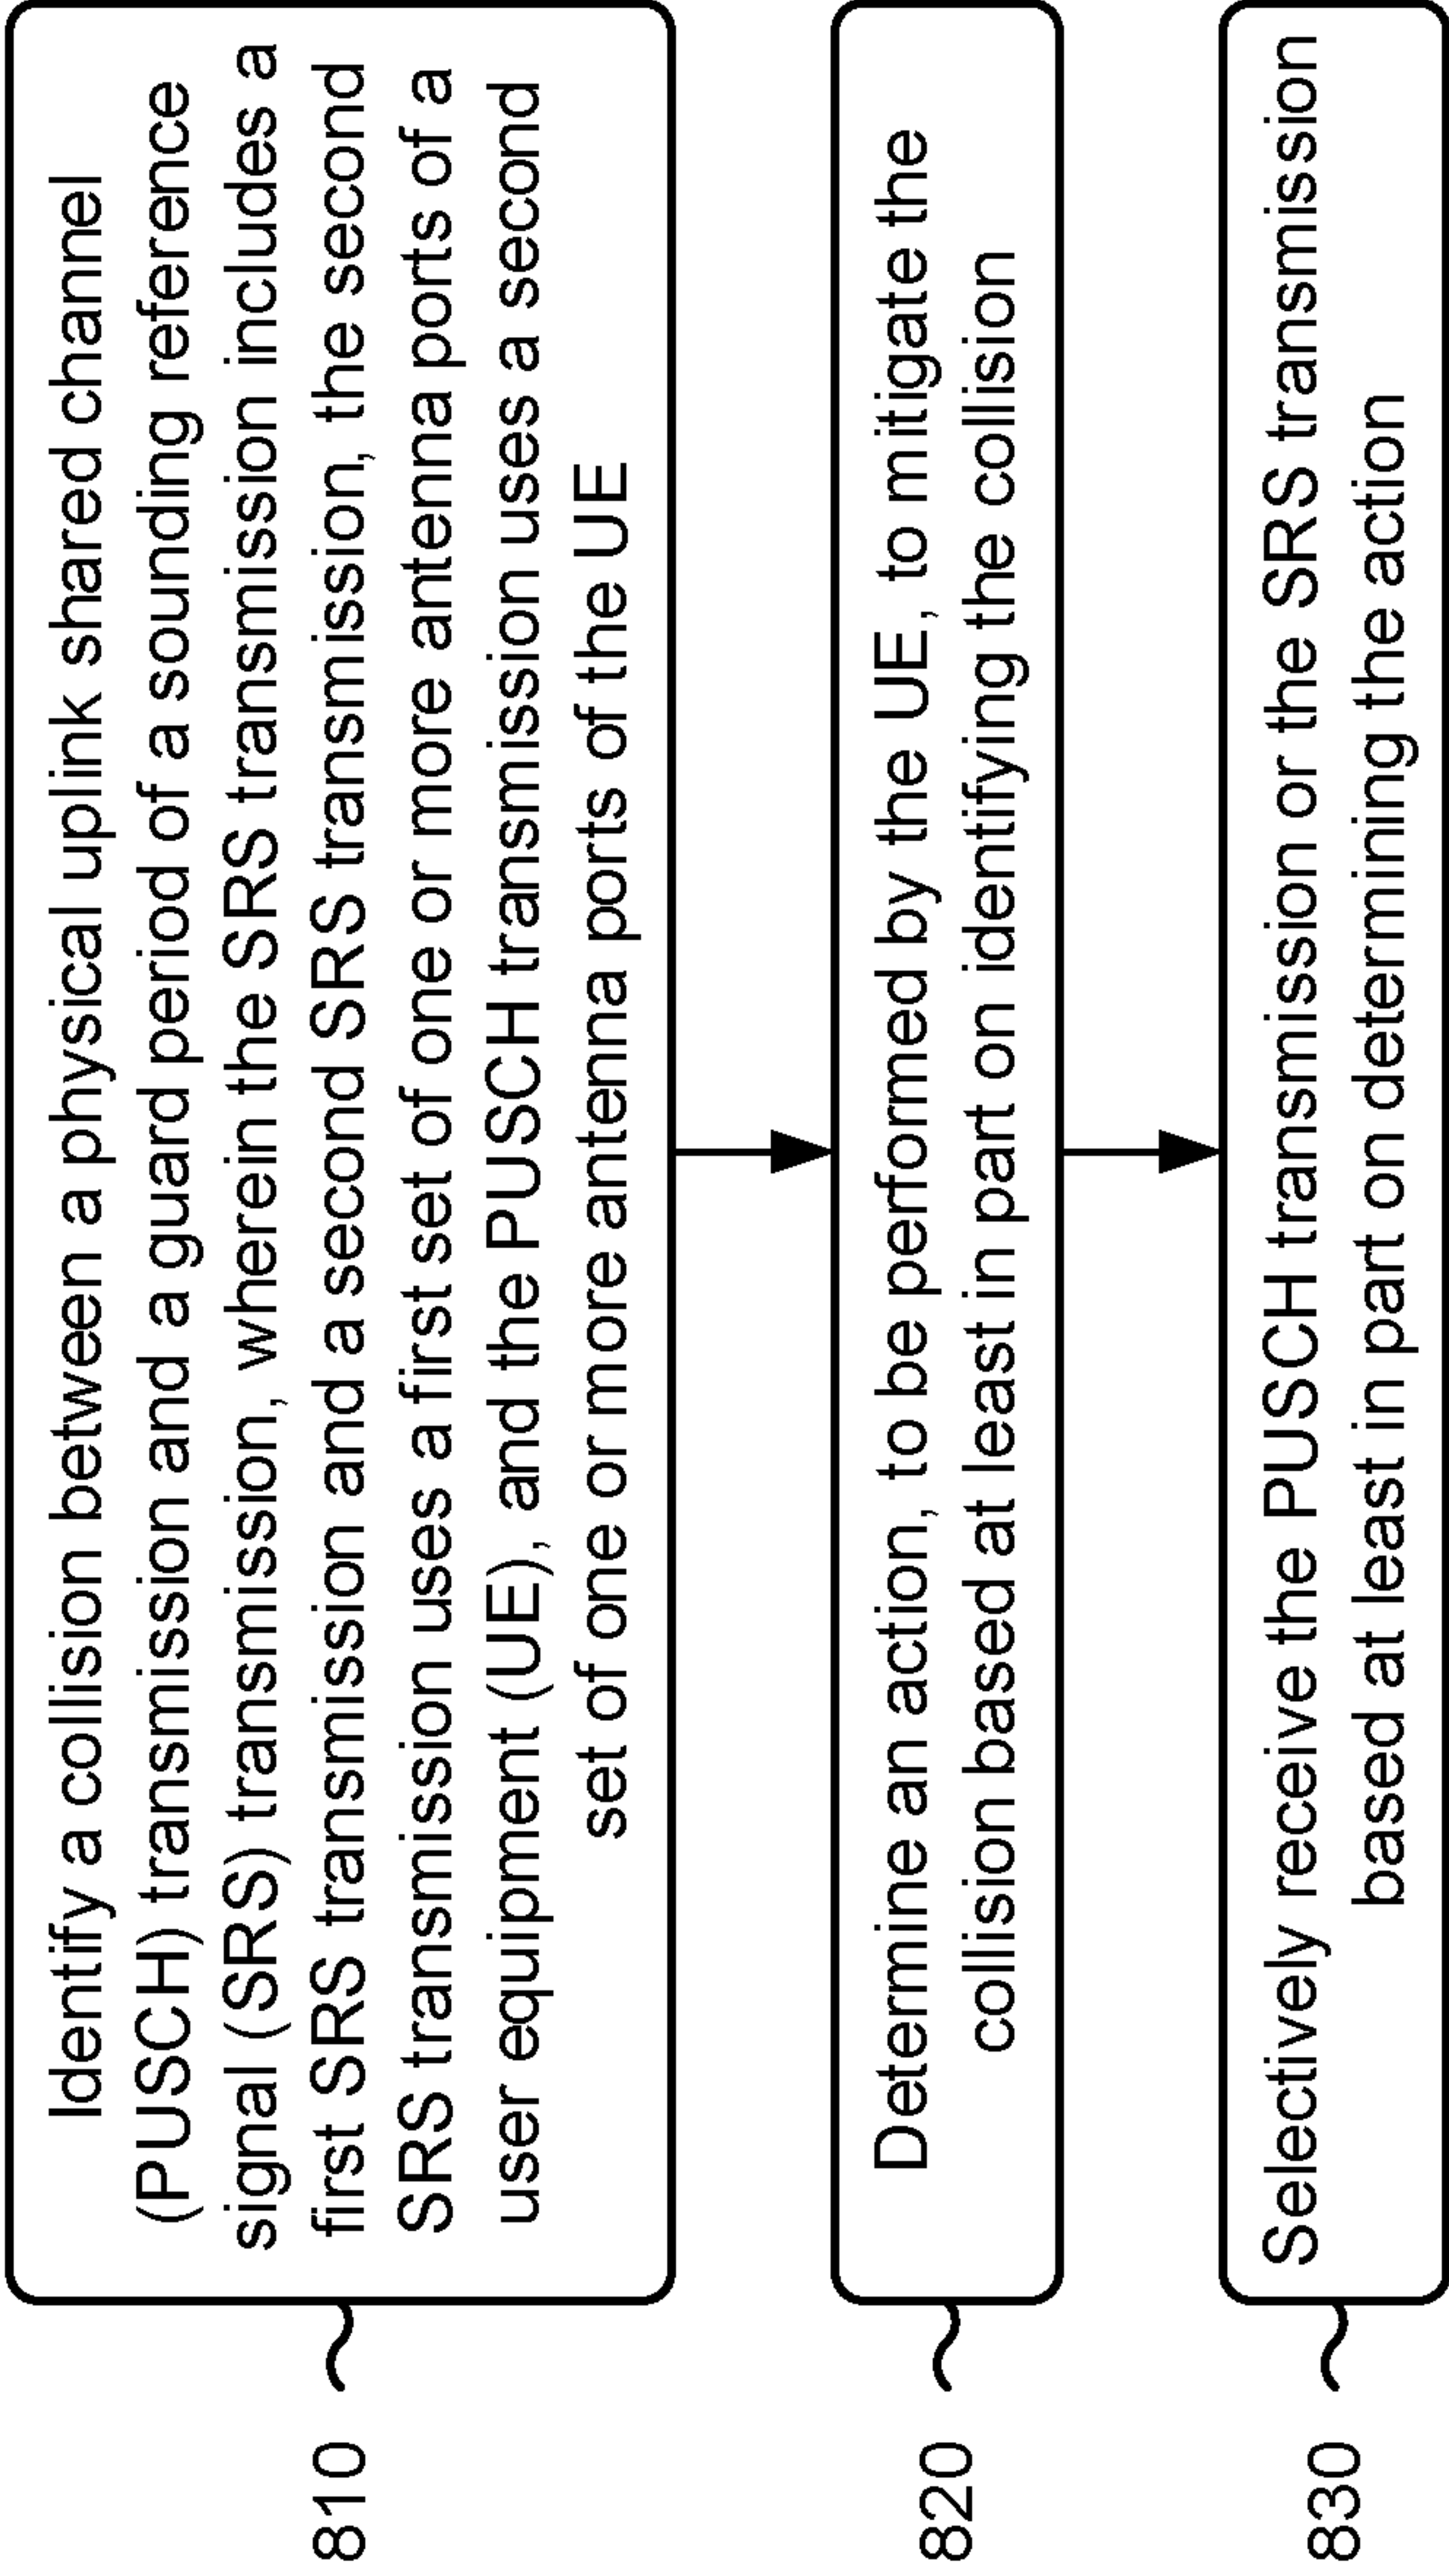 810
Identify a collision between a physical uplink shared channel
(PUSCH) transmission and a guard period of a sounding reference
signal (SRS) transmission, wherein the SRS transmission includes a
first SRS transmission and a second SRS transmission, the second
SRS transmission uses a first set of one or more antenna ports of a
user equipment (UE), and the PUSCH transmission uses a second
set of one or more antenna ports of the UE
820
Determine an action, to be performed by the UE, to mitigate the
collision based at least in part on identifying the collision
830
Selectively receive the PUSCH transmission or the SRS transmission
based at least in part on determining the action